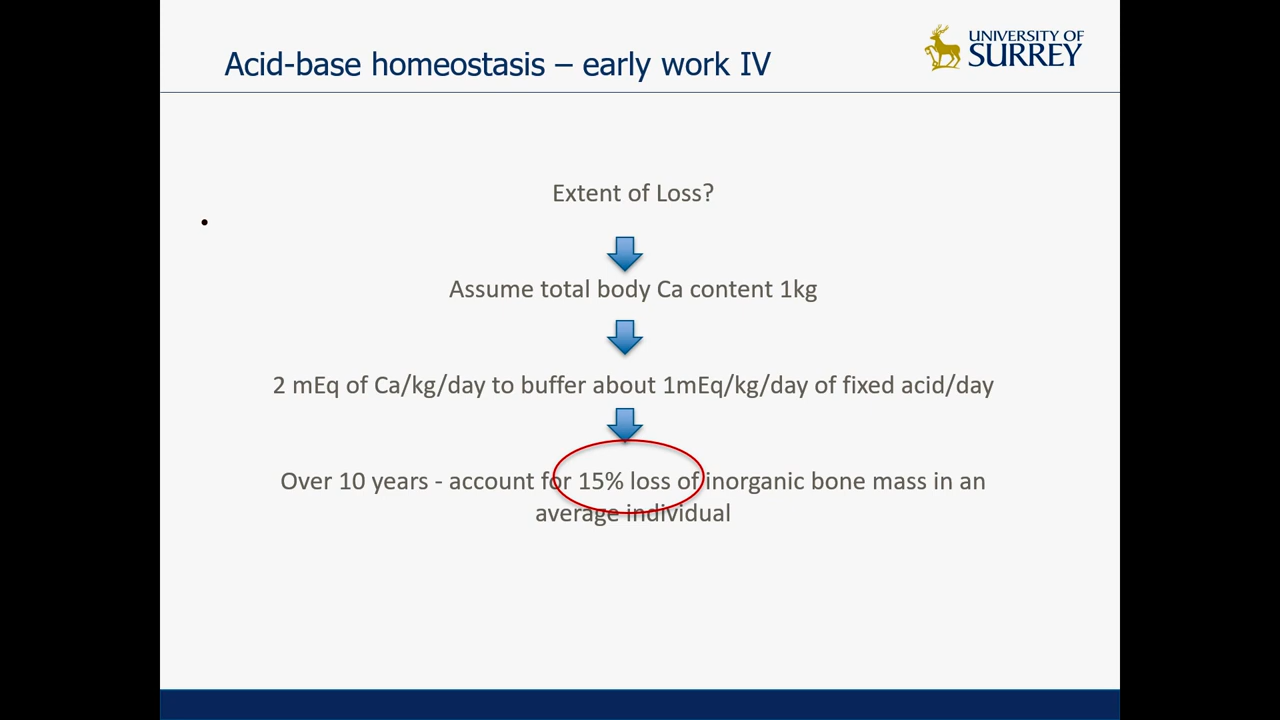 Acid-base homeostasis – early work IV
UNIVERSITY OF
SURREY
Extent of Loss?
•
Assume total body Ca content 1kg
2 mEq of Ca/kg/day to buffer about 1mEq/kg/day of fixed acid/day
Over 10 years - account for 15% loss of inorganic bone mass in an
average individual